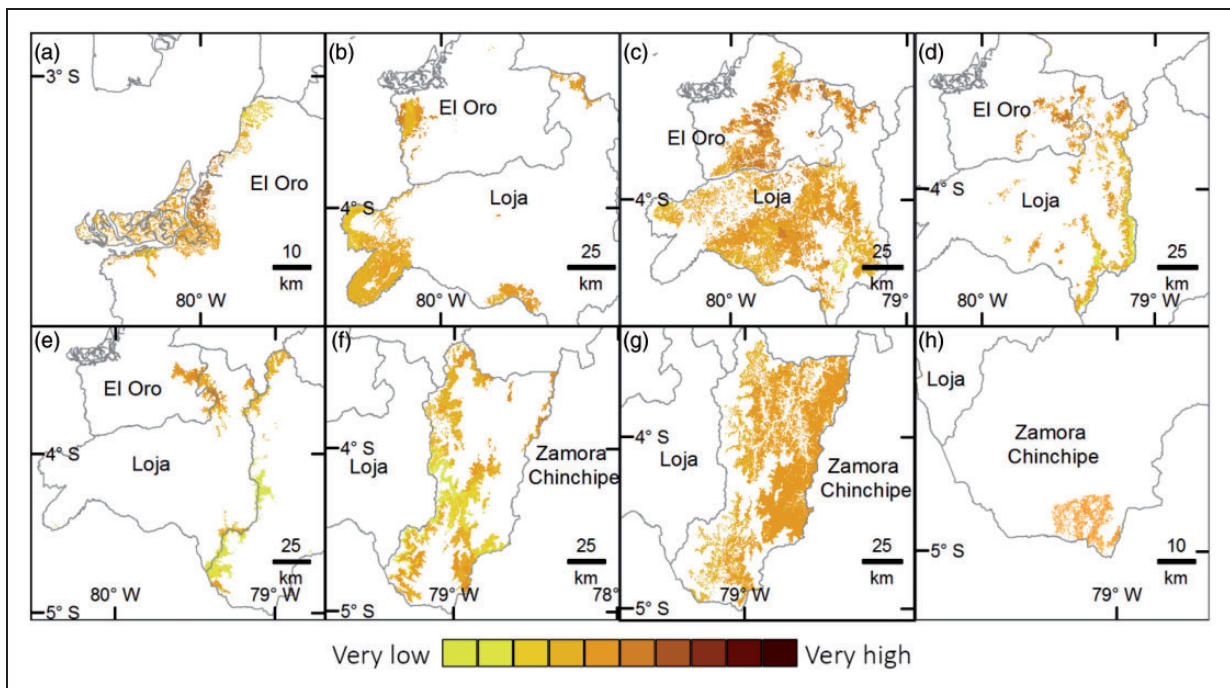 (a)
3° S
El Oro
10
km
80° W
(b)
El Oro
Loja
4° S
25
km
80° W
(c)
El Oro
Loja
4° S
25
km
80° W
79° W
(d)
El Oro
4° S
Loja
25
km
80° W
79° W
(e)
El Oro
4° S
Loja
25
km
80° W
79° W
5° S
(f)
4° S
Loja
Zamora
Chinchipe
25
km
79° W
78°
5° S
(g)
4° S
Loja
Zamora
Chinchipe
25
km
79° W
5° S
(h)
Loja
Zamora
Chinchipe
5° S
10
km
79° W
Very low
Very high